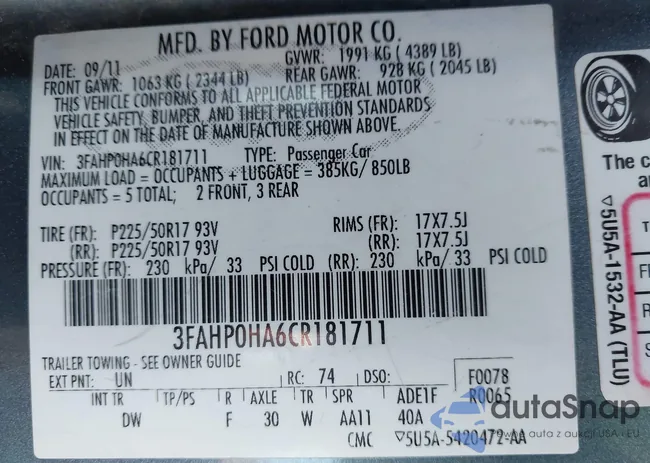 MFD. BY FORD MOTOR CO.
DATE: 09/11 GVWR: 1991 KG ( 4389 LB)
FRONT GAWR: 1063 KG ( 2344 LB) REAR GAWR: 928 KG ( 2045 LB)
THIS VEHICLE CONFORMS TO ALL APPLICABLE FEDERAL MOTOR
VEHICLE SAFETY, BUMPER, AND THEFT PREVENTION STANDARDS
IN EFFECT ON THE DATE OF MANUFACTURE SHOWN ABOVE.
VIN: 3FAHP0HA6CR181711 TYPE: Passenger Car
MAXIMUM LOAD = OCCUPANTS + LUGGAGE = 385KG/ 850LB
OCCUPANTS = 5 TOTAL; 2 FRONT, 3 REAR
TIRE (FR): P225/50R17 93V RIMS (FR): 17X7.5J
(RR): P225/50R17 93V (RR): 17X7.5J
PRESSURE (FR): 230 kPa/ 33 PSI COLD (RR): 230 kPa/ 33 PSI COLD
3FAHP0HA6CR181711
TRAILER TOWING - SEE OWNER GUIDE
EXT PNT: UN RC: 74 DSO: F0078
R0065
INT TR TP/PS R AXLE TR SPR ADE1F
DW F 30 W AA11 40A
CMC ▽5U5A-5420472-AA
autaSnap
The c
a
T
F
R
S
▽5U5A-1532-AA (TLU)